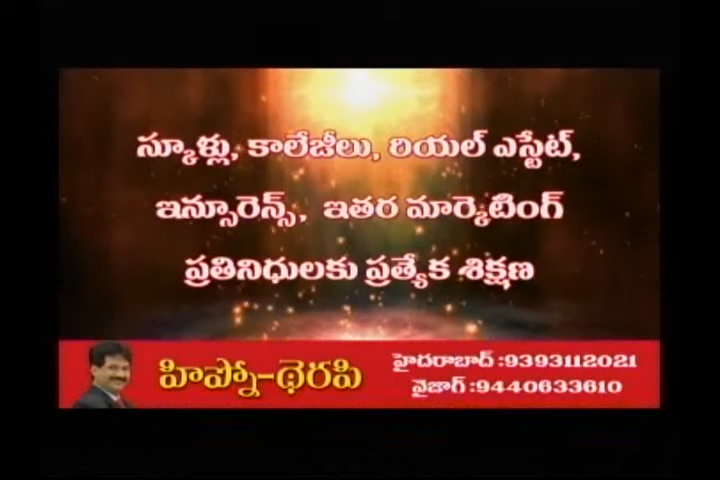 స్కూళ్లు, కాలేజీలు, రియల్ ఎస్టేట్,
ఇన్సూరెన్స్, ఇతర మార్కెటింగ్
ప్రతినిధులకు ప్రత్యేక శిక్షణ
హిప్నో-థెరపి
హైదరాబాద్ :9393112021
వైజాగ్ :9440633610